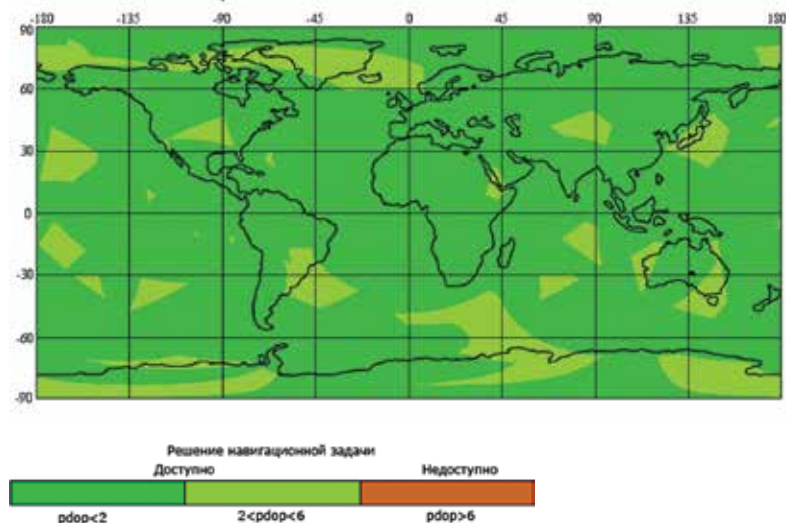 -180 -135 -90 -45 0 45 90 135 180
90
60
30
0
-30
-60
-90
Решение навигационной задачи
Доступно Недоступно
pdop<2 2<pdop<6 pdop>6